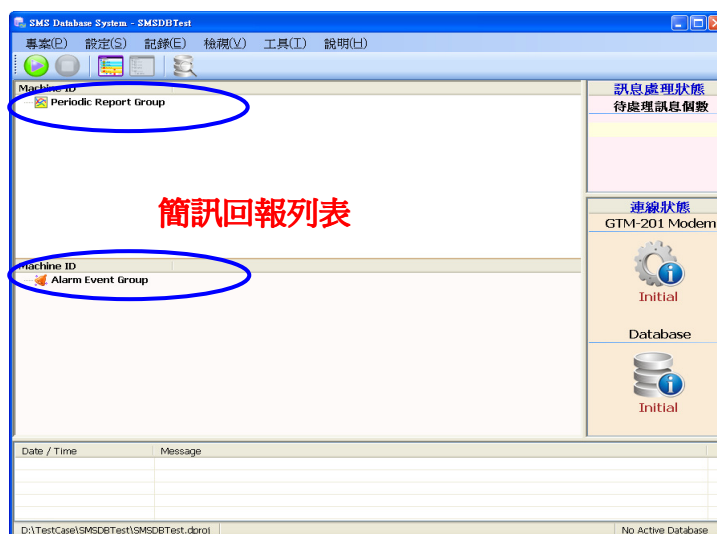 SMS Database System - SMSDBTest
專案(P) 設定(S) 記錄(E) 檢視(V) 工具(T) 說明(H)
Machine ID
Periodic Report Group
簡訊回報列表
Machine ID
Alarm Event Group
訊息處理狀態
待處理訊息個數
連線狀態
GTM-201 Modem
Initial
Database
Initial
Date / Time Message
D:\TestCase\SMSDBTest\SMSDBTest.dproj No Active Database